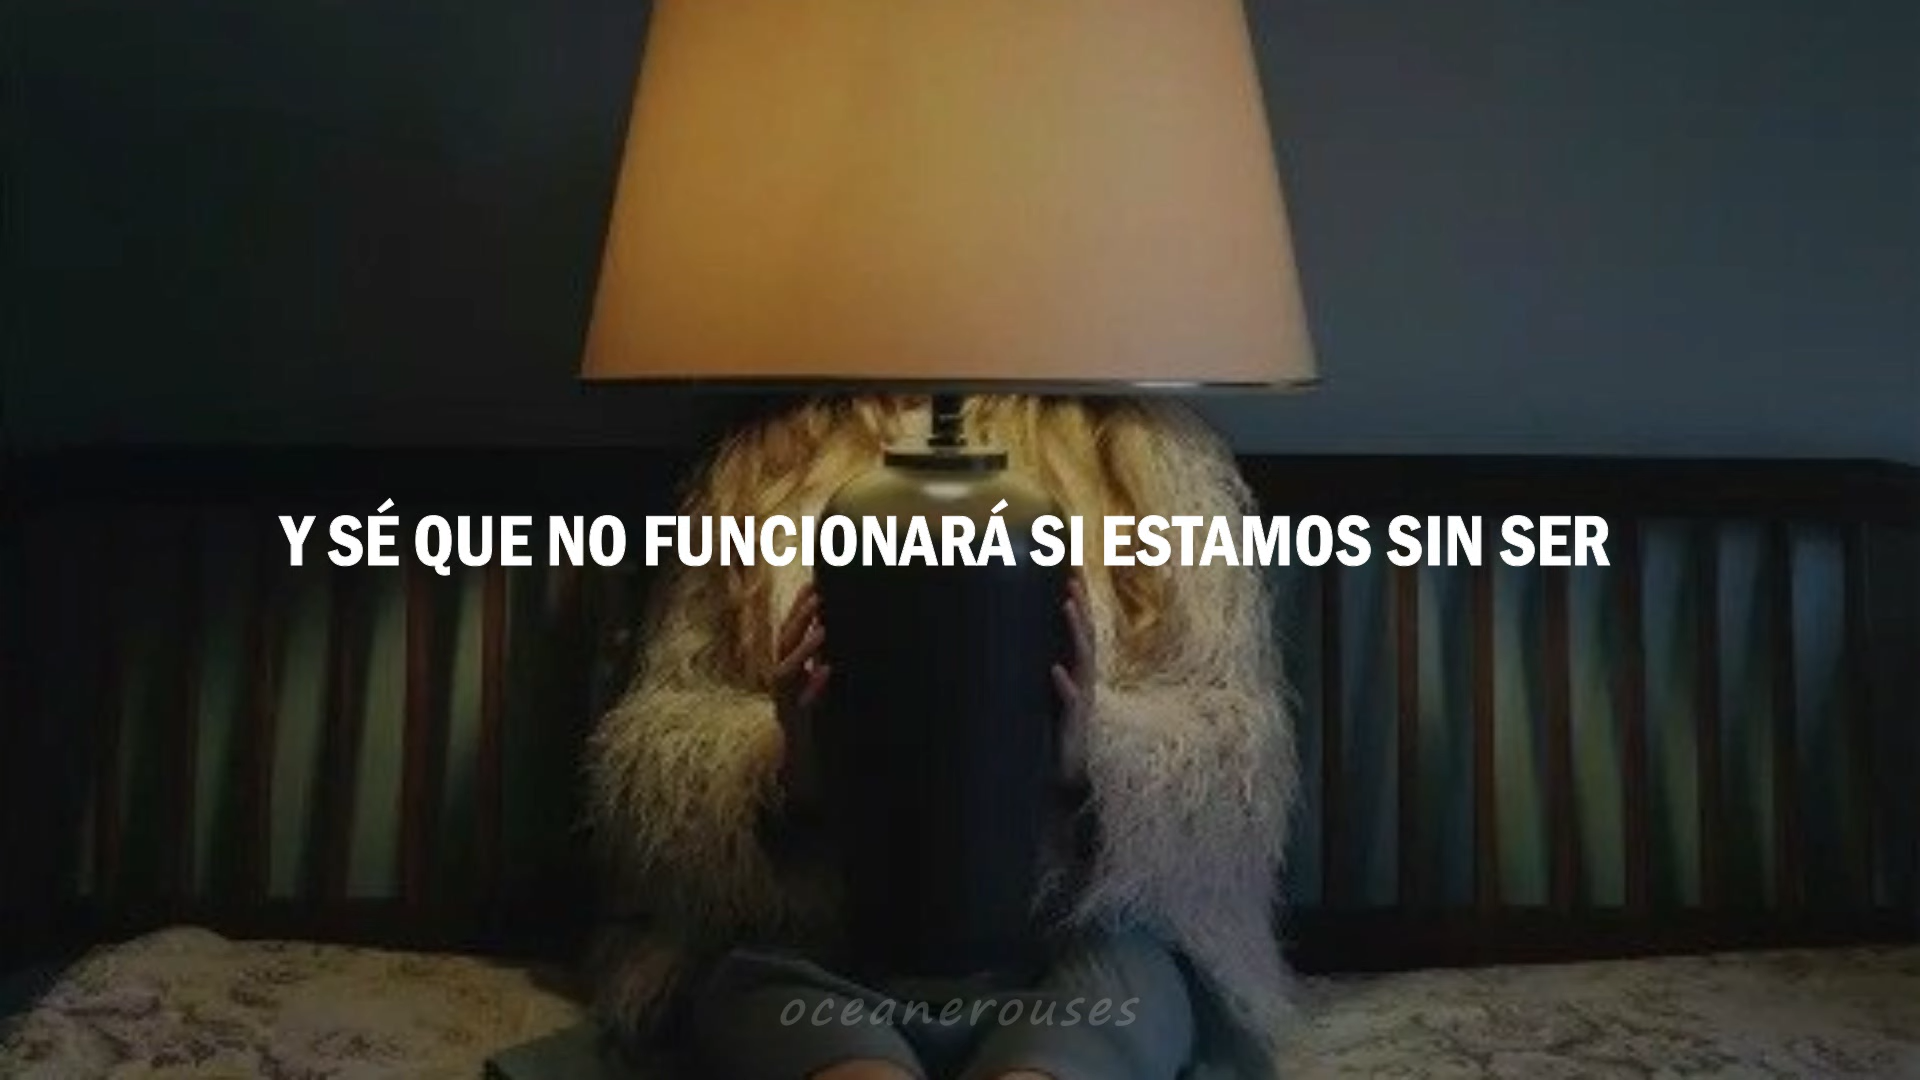 Y SÉ QUE NO FUNCIONARÁ SI ESTAMOS SIN SER
oceanerouses